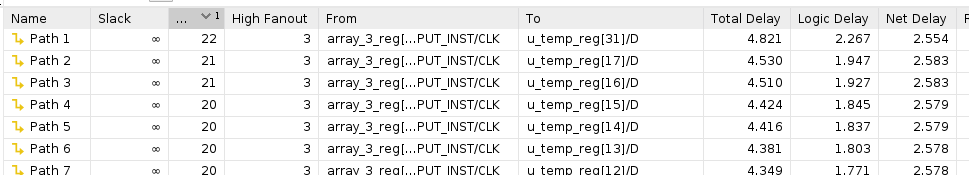 Name Slack ... 1 High Fanout From To Total Delay Logic Delay Net Delay
Path 1 ∞ 22 3 array_3_reg[...PUT_INST/CLK u_temp_reg[31]/D 4.821 2.267 2.554
Path 2 ∞ 21 3 array_3_reg[...PUT_INST/CLK u_temp_reg[17]/D 4.530 1.947 2.583
Path 3 ∞ 21 3 array_3_reg[...PUT_INST/CLK u_temp_reg[16]/D 4.510 1.927 2.583
Path 4 ∞ 20 3 array_3_reg[...PUT_INST/CLK u_temp_reg[15]/D 4.424 1.845 2.579
Path 5 ∞ 20 3 array_3_reg[...PUT_INST/CLK u_temp_reg[14]/D 4.416 1.837 2.579
Path 6 ∞ 20 3 array_3_reg[...PUT_INST/CLK u_temp_reg[13]/D 4.381 1.803 2.578
Path 7 ∞ 20 3 array_3_reg[...PUT_INST/CLK u_temp_reg[12]/D 4.349 1.771 2.578